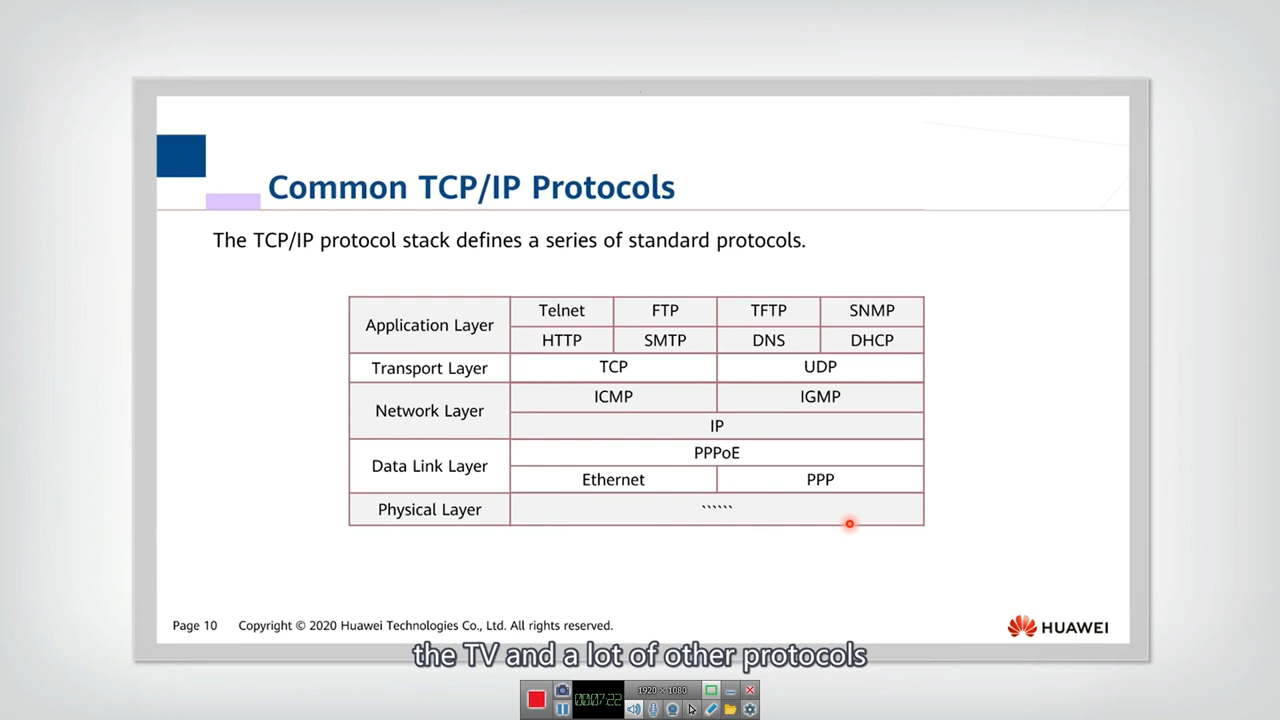 Common TCP/IP Protocols
The TCP/IP protocol stack defines a series of standard protocols.
Application Layer
Telnet FTP TFTP SNMP
HTTP SMTP DNS DHCP
Transport Layer TCP UDP
Network Layer
ICMP IGMP
IP
Data Link Layer
PPPoE
Ethernet PPP
Physical Layer ``````
Page 10 Copyright © 2020 Huawei Technologies Co., Ltd. All rights reserved.
HUAWEI
the TV and a lot of other protocols
00:07:22 1920 × 1080